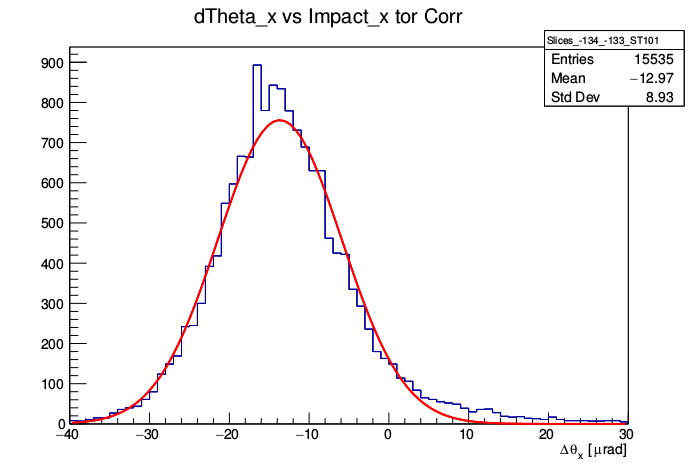 dTheta_x vs Impact_x tor Corr
Slices_-134_-133_ST101
Entries 15535
Mean −12.97
Std Dev 8.93
900
800
700
600
500
400
300
200
100
0
−40 −30 −20 −10 0 10 20 30
Δθx [μrad]